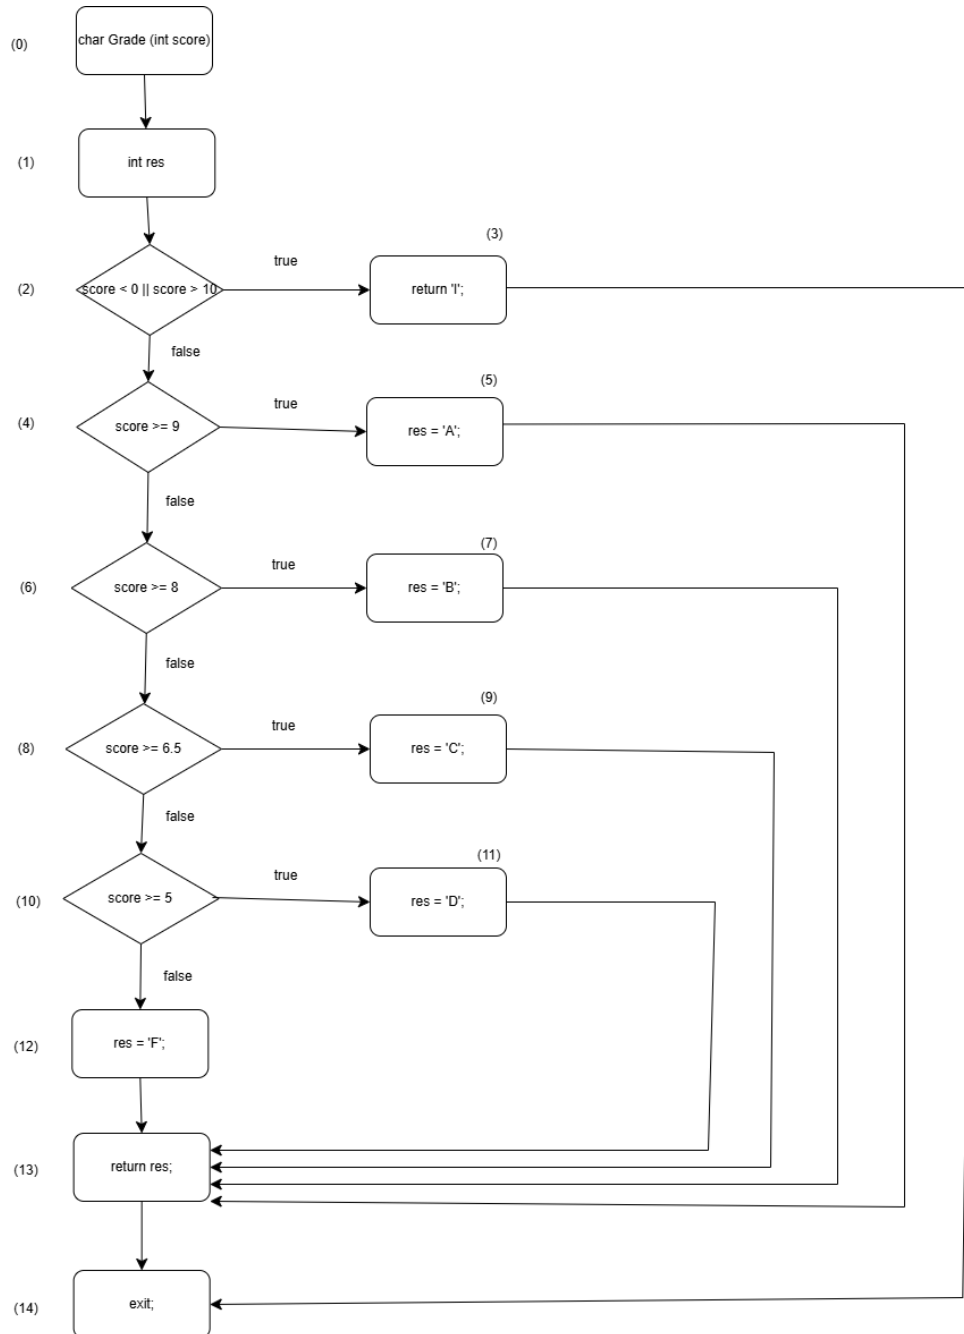 (0)
char Grade (int score)
(1)
int res
(2)
score < 0 || score > 10
true
(3)
return 'I';
false
(4)
score >= 9
true
(5)
res = 'A';
false
(6)
score >= 8
true
(7)
res = 'B';
false
(8)
score >= 6.5
true
(9)
res = 'C';
false
(10)
score >= 5
true
(11)
res = 'D';
false
(12)
res = 'F';
(13)
return res;
(14)
exit;